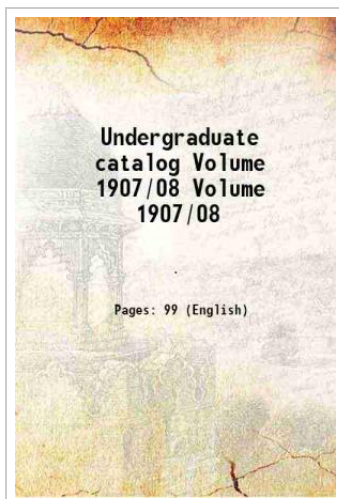 Undergraduate
catalog Volume
1907/08 Volume
1907/08
.
Pages: 99 (English)